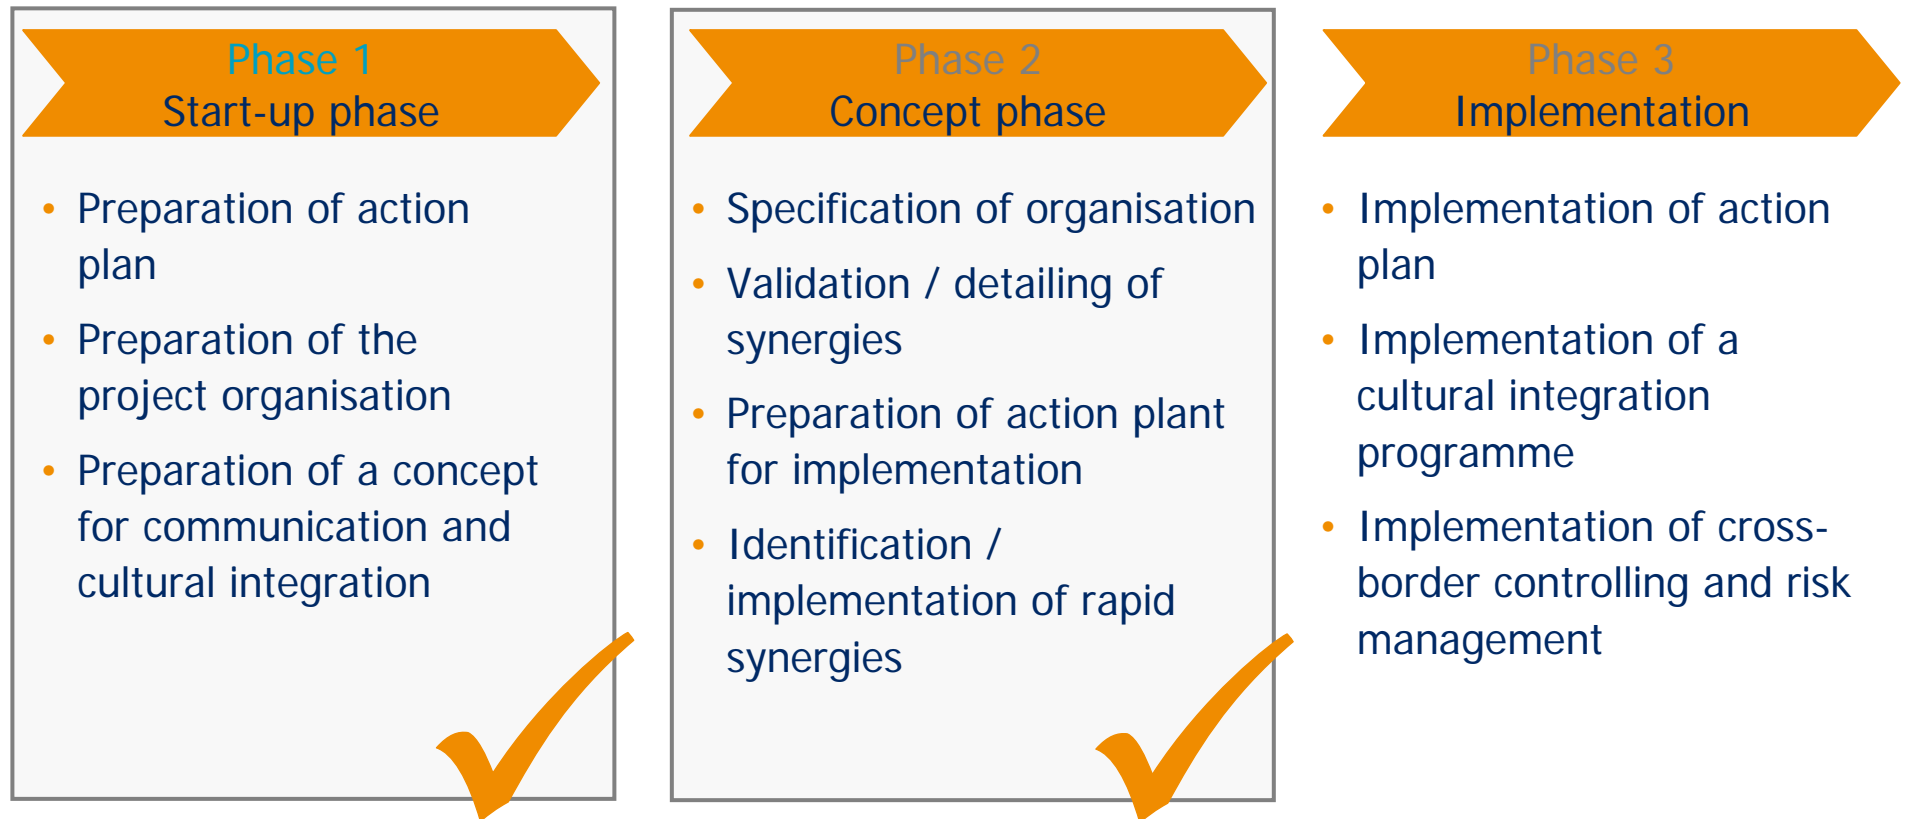 Phase 1
Start-up phase
• Preparation of action
plan
• Preparation of the
project organisation
• Preparation of a concept
for communication and
cultural integration
Phase 2
Concept phase
• Specification of organisation
• Validation / detailing of
synergies
• Preparation of action plant
for implementation
• Identification /
implementation of rapid
synergies
Phase 3
Implementation
• Implementation of action
plan
• Implementation of a
cultural integration
programme
• Implementation of cross-
border controlling and risk
management